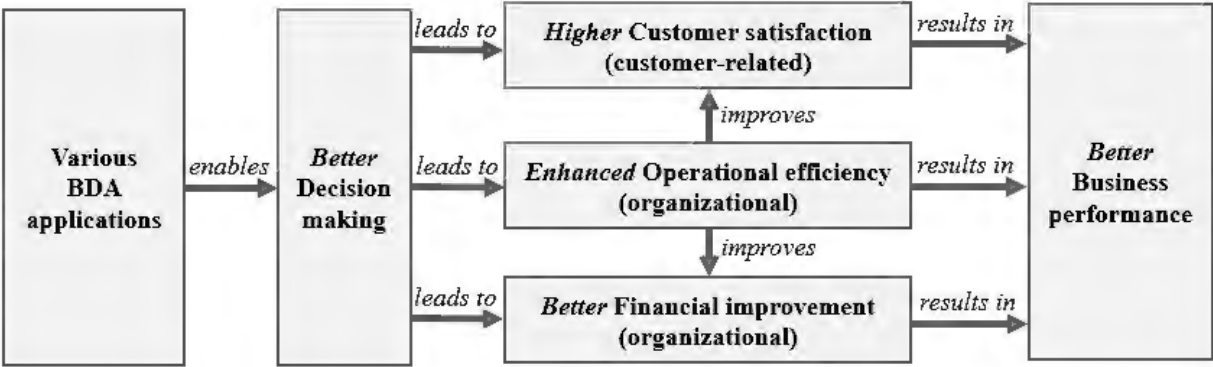 Various
BDA
applications
enables
Better
Decision
making
leads to
Higher Customer satisfaction
(customer-related)
results in
improves
leads to
Enhanced Operational efficiency
(organizational)
results in
improves
leads to
Better Financial improvement
(organizational)
results in
Better
Business
performance